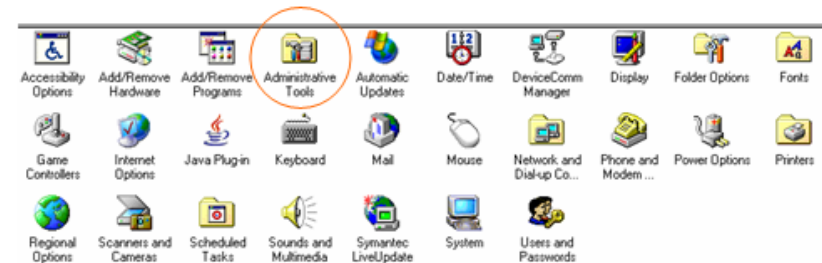 Accessibility Add/Remove Add/Remove Administrative Automatic Date/Time DeviceComm Display Folder Options Fonts
Options Hardware Programs Tools Updates Manager
Game Internet Java Plug-in Keyboard Mail Mouse Network and Phone and Power Options Printers
Controllers Options Dial-up Co... Modem ...
Regional Scanners and Scheduled Sounds and Symantec System Users and
Options Cameras Tasks Multimedia LiveUpdate Passwords